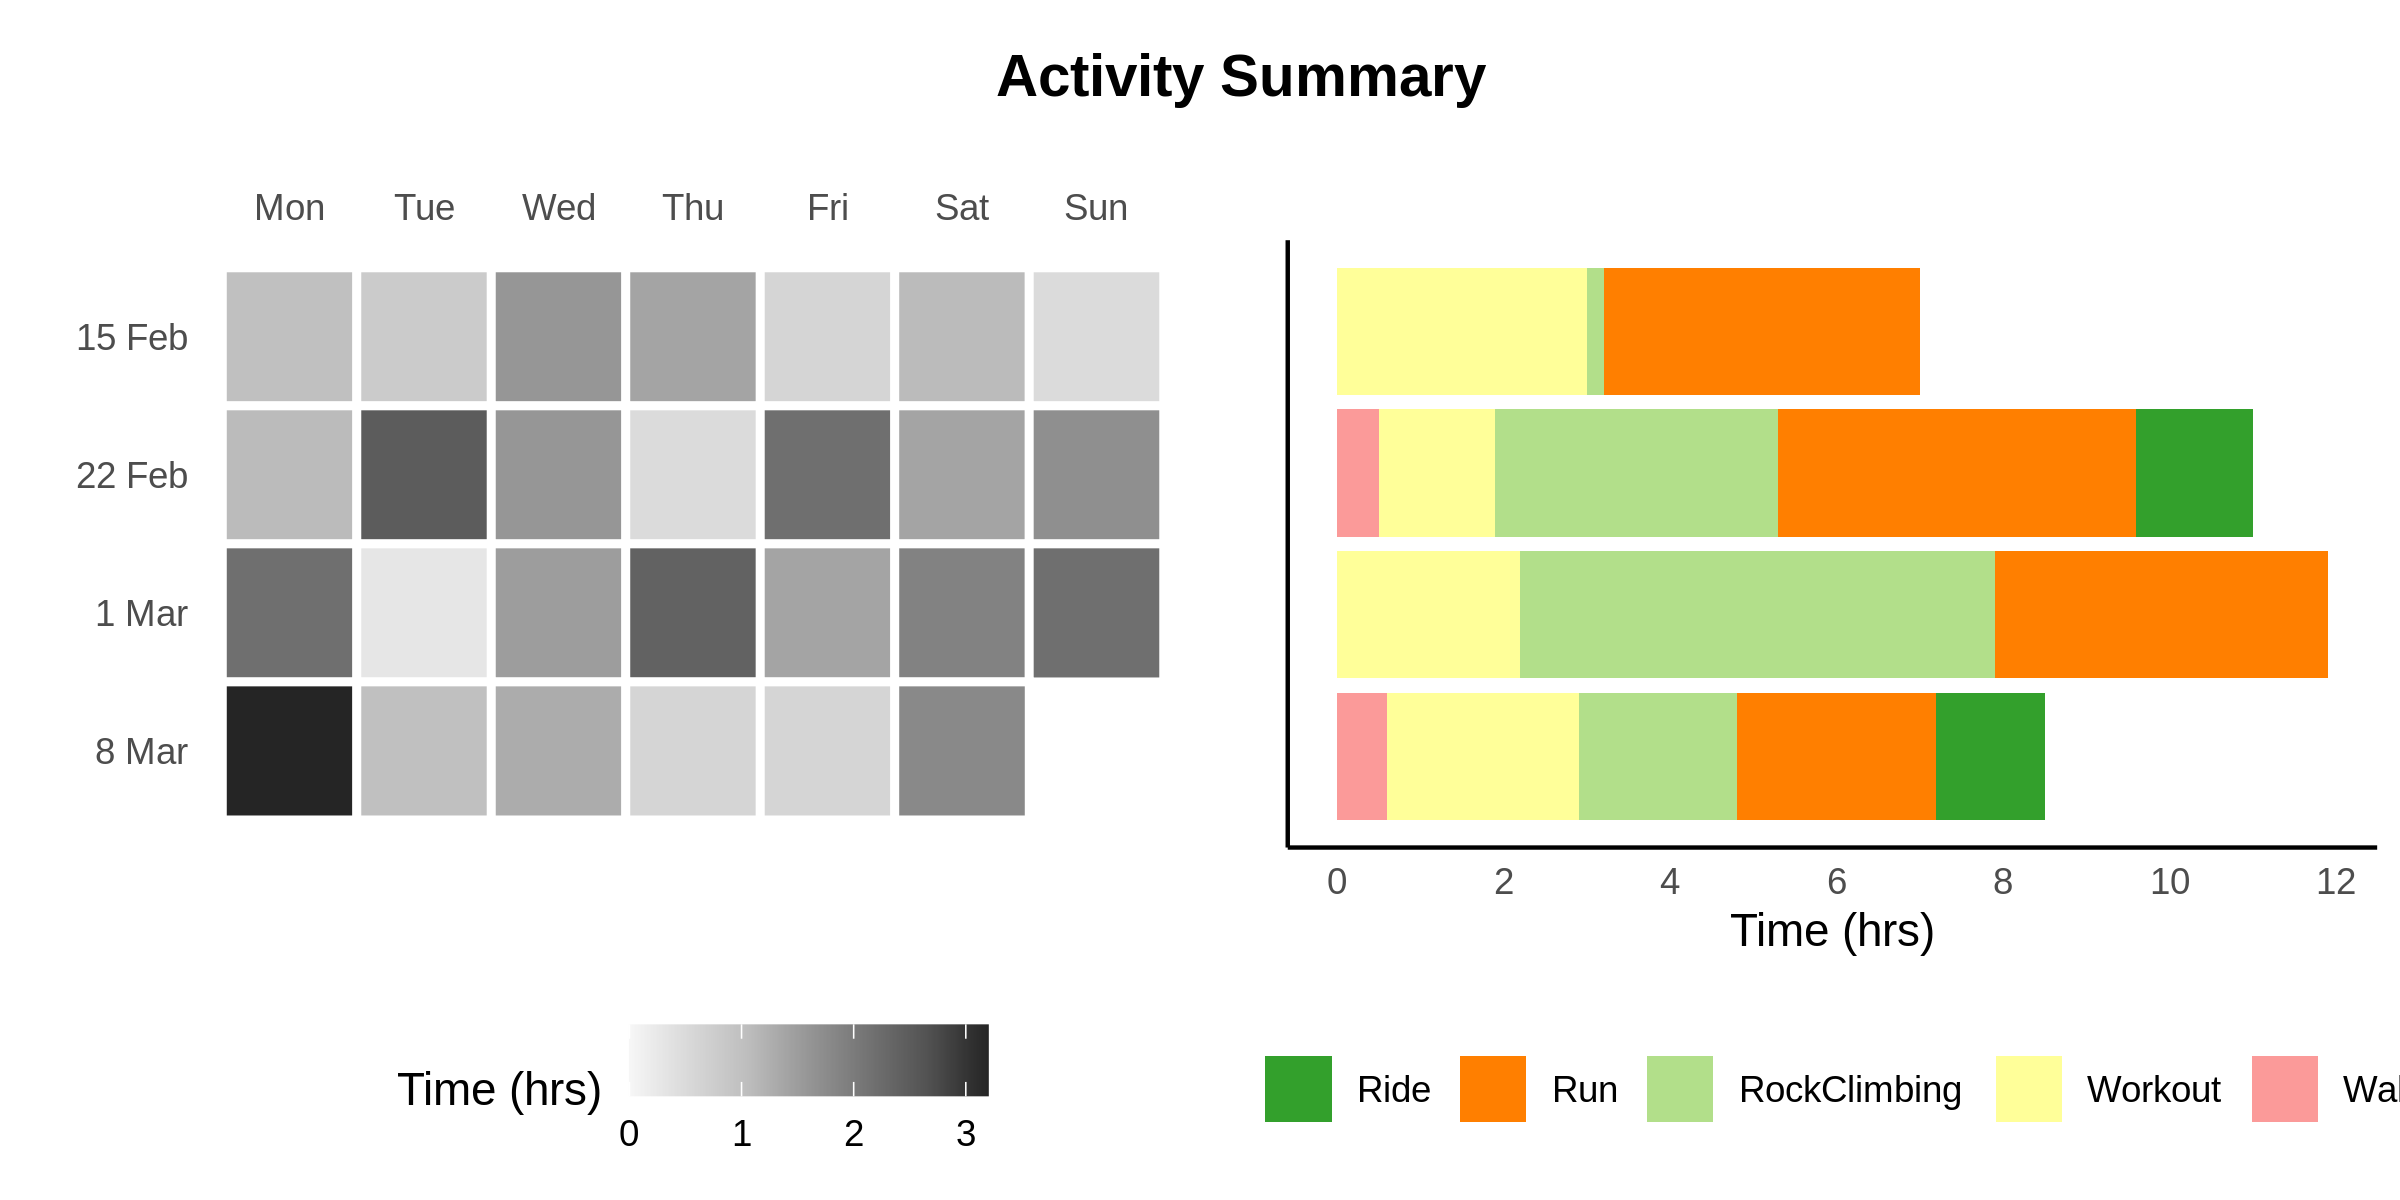 Activity Summary
Mon Tue Wed Thu Fri Sat Sun
15 Feb
22 Feb
1 Mar
8 Mar
0 2 4 6 8 10 12
Time (hrs)
Time (hrs)
0 1 2 3
Ride Run RockClimbing Workout